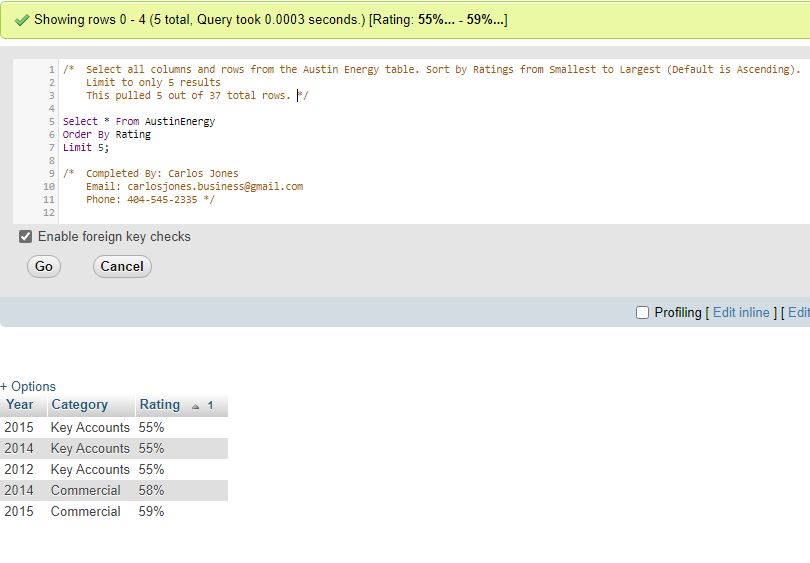 Showing rows 0 - 4 (5 total, Query took 0.0003 seconds.) [Rating: 55%... - 59%...]
1 /* Select all columns and rows from the Austin Energy table. Sort by Ratings from Smallest to Largest (Default is Ascending).
2 Limit to only 5 results
3 This pulled 5 out of 37 total rows. */
4
5 Select * From AustinEnergy
6 Order By Rating
7 Limit 5;
8
9 /* Completed By: Carlos Jones
10 Email: carlosjones.business@gmail.com
11 Phone: 404-545-2335 */
12
Enable foreign key checks
Go Cancel
Profiling [ Edit inline ] [ Edit
+ Options
Year Category Rating 1
2015 Key Accounts 55%
2014 Key Accounts 55%
2012 Key Accounts 55%
2014 Commercial 58%
2015 Commercial 59%